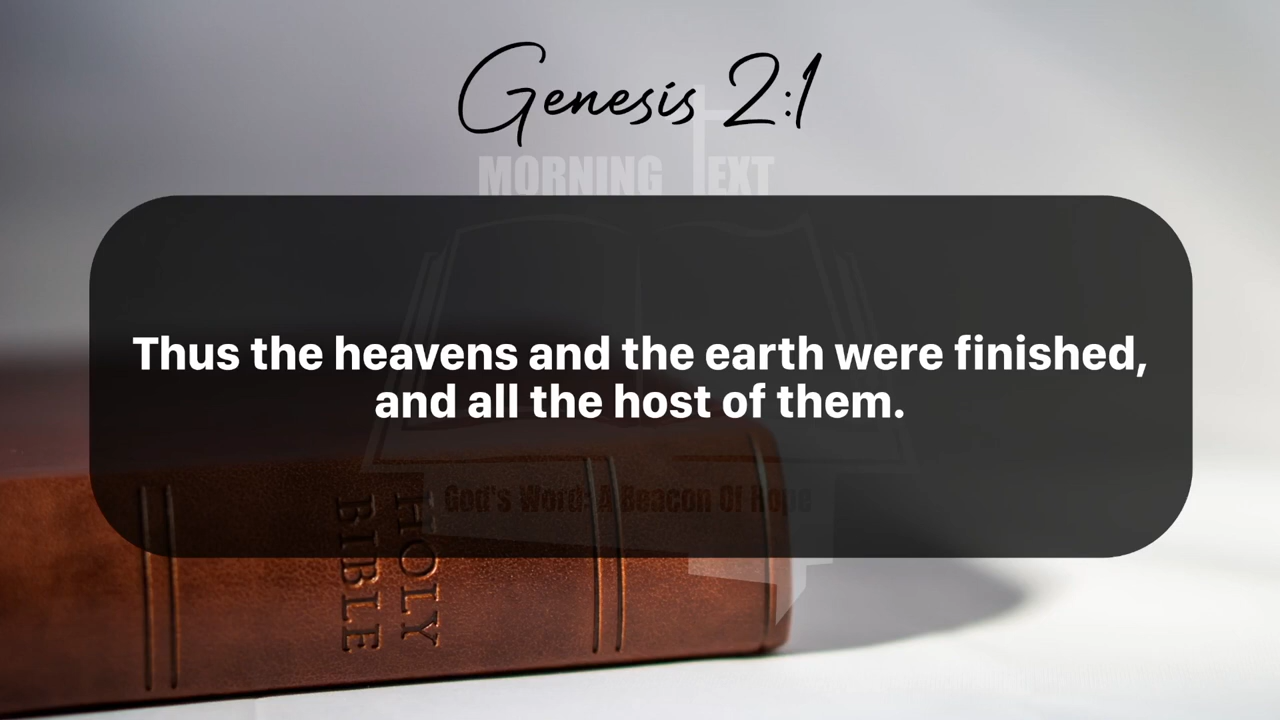 Genesis 2:1
MORNING TEXT
Thus the heavens and the earth were finished,
and all the host of them.
God's Word: A Beacon Of Hope
HOLY
BIBLE